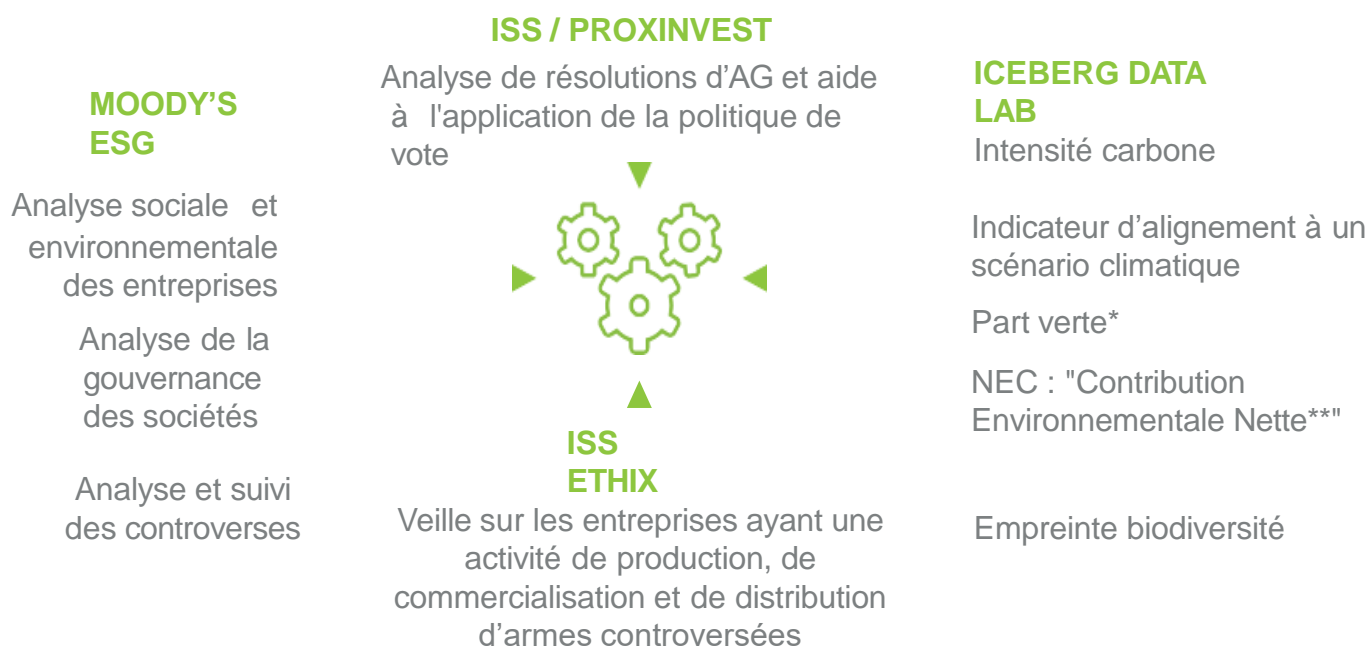 MOODY’S
ESG
Analyse sociale et
environnementale
des entreprises
Analyse de la
gouvernance
des sociétés
Analyse et suivi
des controverses
ISS / PROXINVEST
Analyse de résolutions d’AG et aide
à l'application de la politique de
vote
ISS
ETHIX
Veille sur les entreprises ayant une
activité de production, de
commercialisation et de distribution
d’armes controversées
ICEBERG DATA
LAB
Intensité carbone
Indicateur d’alignement à un
scénario climatique
Part verte*
NEC : "Contribution
Environnementale Nette**"
Empreinte biodiversité